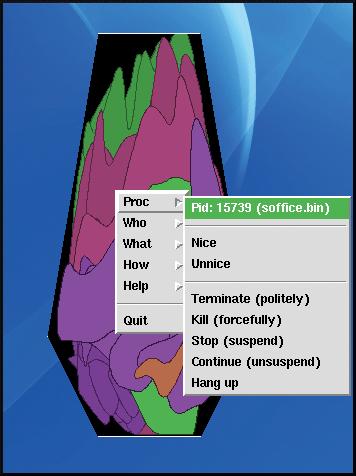 Proc
Who
What
How
Help
Quit
Pid: 15739 (soffice.bin)
Nice
Unnice
Terminate (politely)
Kill (forcefully)
Stop (suspend)
Continue (unsuspend)
Hang up